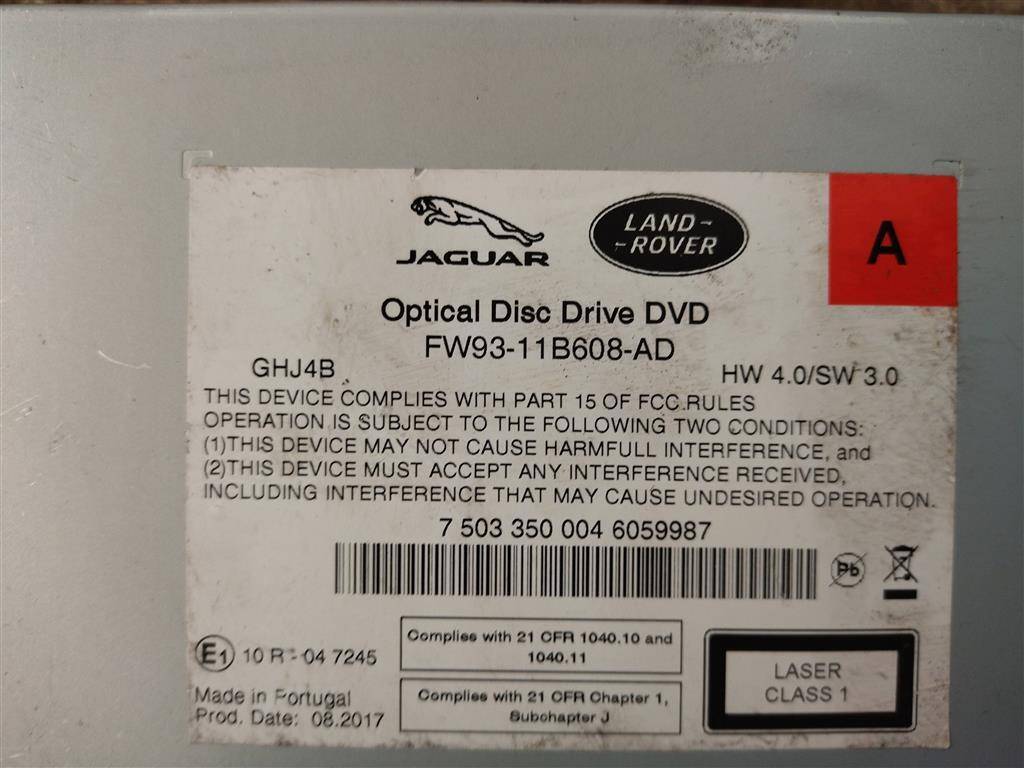 JAGUAR
LAND-
-ROVER
A
Optical Disc Drive DVD
FW93-11B608-AD
GHJ4B
HW 4.0/SW 3.0
THIS DEVICE COMPLIES WITH PART 15 OF FCC RULES
OPERATION IS SUBJECT TO THE FOLLOWING TWO CONDITIONS:
(1)THIS DEVICE MAY NOT CAUSE HARMFULL INTERFERENCE, and
(2)THIS DEVICE MUST ACCEPT ANY INTERFERENCE RECEIVED,
INCLUDING INTERFERENCE THAT MAY CAUSE UNDESIRED OPERATION.
7 503 350 004 6059987
Pb
E1 10 R - 04 7245
Complies with 21 CFR 1040.10 and
1040.11
Made in Portugal
Prod. Date: 08.2017
Complies with 21 CFR Chapter 1,
Subchapter J
LASER
CLASS 1